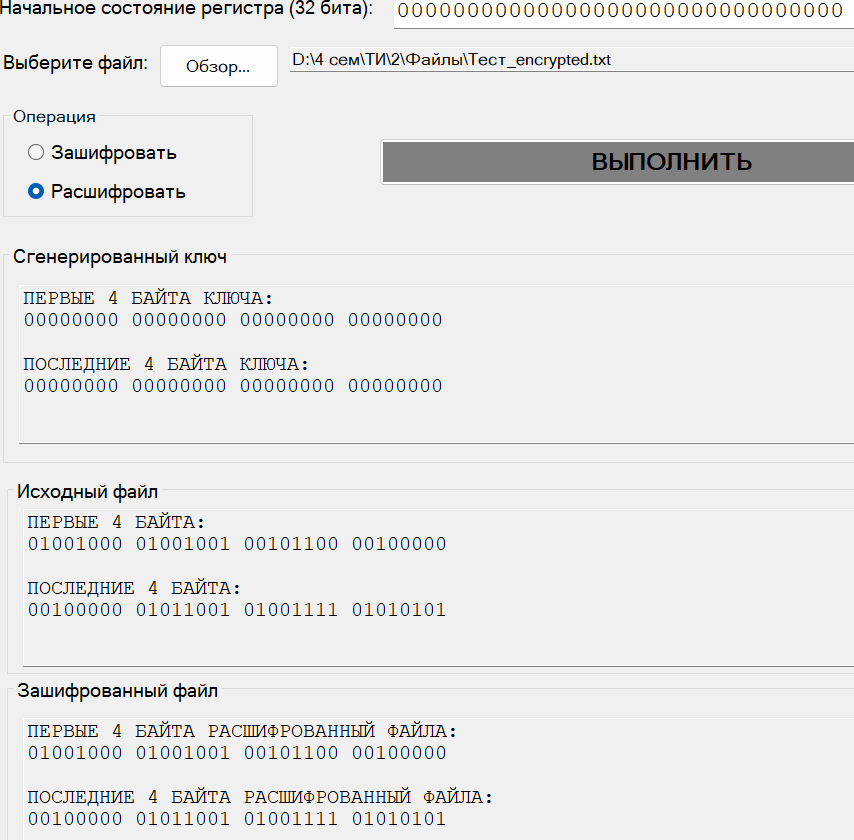 Начальное состояние регистра (32 бита):
00000000000000000000000000000000
Выберите файл:
Обзор...
D:\4 сем\ТИ\2\Файлы\Тест_encrypted.txt
Операция
Зашифровать
Расшифровать
ВЫПОЛНИТЬ
Сгенерированный ключ
ПЕРВЫЕ 4 БАЙТА КЛЮЧА:
00000000 00000000 00000000 00000000
ПОСЛЕДНИЕ 4 БАЙТА КЛЮЧА:
00000000 00000000 00000000 00000000
Исходный файл
ПЕРВЫЕ 4 БАЙТА:
01001000 01001001 00101100 00100000
ПОСЛЕДНИЕ 4 БАЙТА:
00100000 01011001 01001111 01010101
Зашифрованный файл
ПЕРВЫЕ 4 БАЙТА РАСШИФРОВАННЫЙ ФАЙЛА:
01001000 01001001 00101100 00100000
ПОСЛЕДНИЕ 4 БАЙТА РАСШИФРОВАННЫЙ ФАЙЛА:
00100000 01011001 01001111 01010101